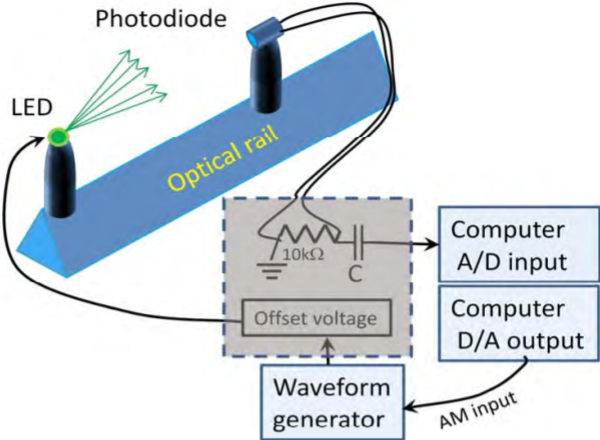 Photodiode
LED
Optical rail
10kΩ
C
Computer
A/D input
Offset voltage
Computer
D/A output
Waveform
generator
AM input